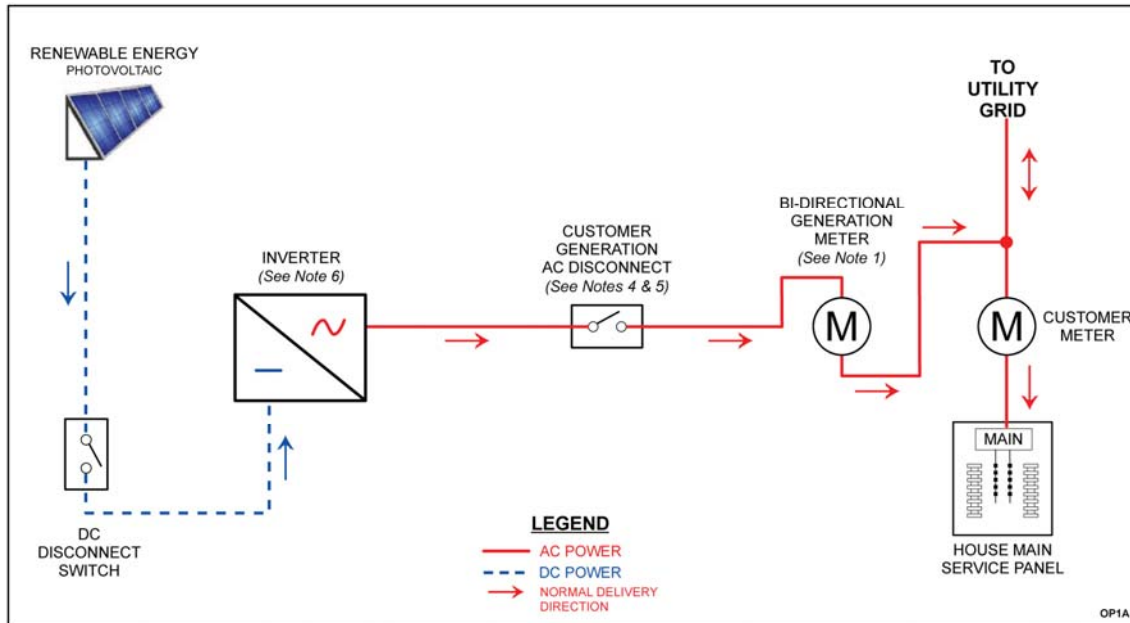 RENEWABLE ENERGY
PHOTOVOLTAIC
TO
UTILITY
GRID
BI-DIRECTIONAL
GENERATION
METER
(See Note 1)
CUSTOMER
GENERATION
AC DISCONNECT
(See Notes 4 & 5)
INVERTER
(See Note 6)
M
M
CUSTOMER
METER
MAIN
DC
DISCONNECT
SWITCH
LEGEND
AC POWER
DC POWER
NORMAL DELIVERY
DIRECTION
HOUSE MAIN
SERVICE PANEL
OP1A